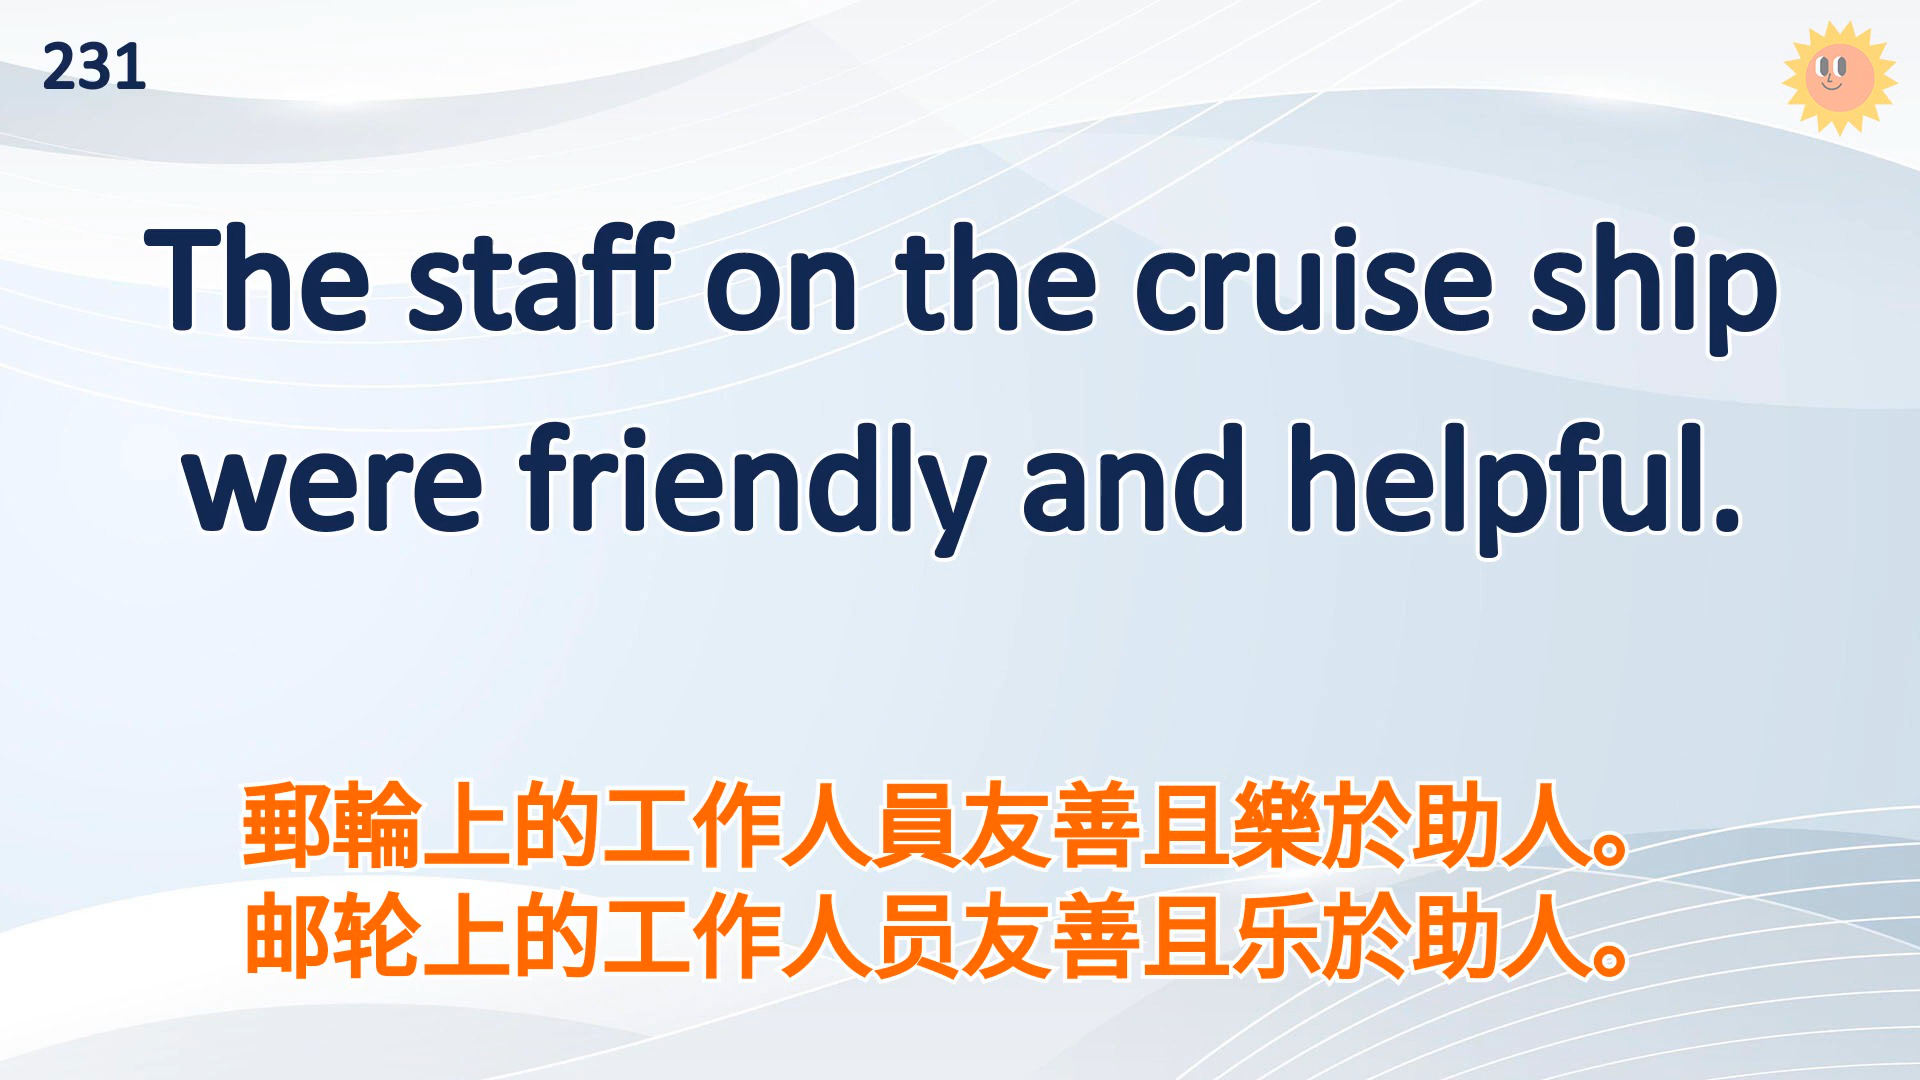 231
The staff on the cruise ship
were friendly and helpful.
郵輪上的工作人員友善且樂於助人。
邮轮上的工作人员友善且乐於助人。